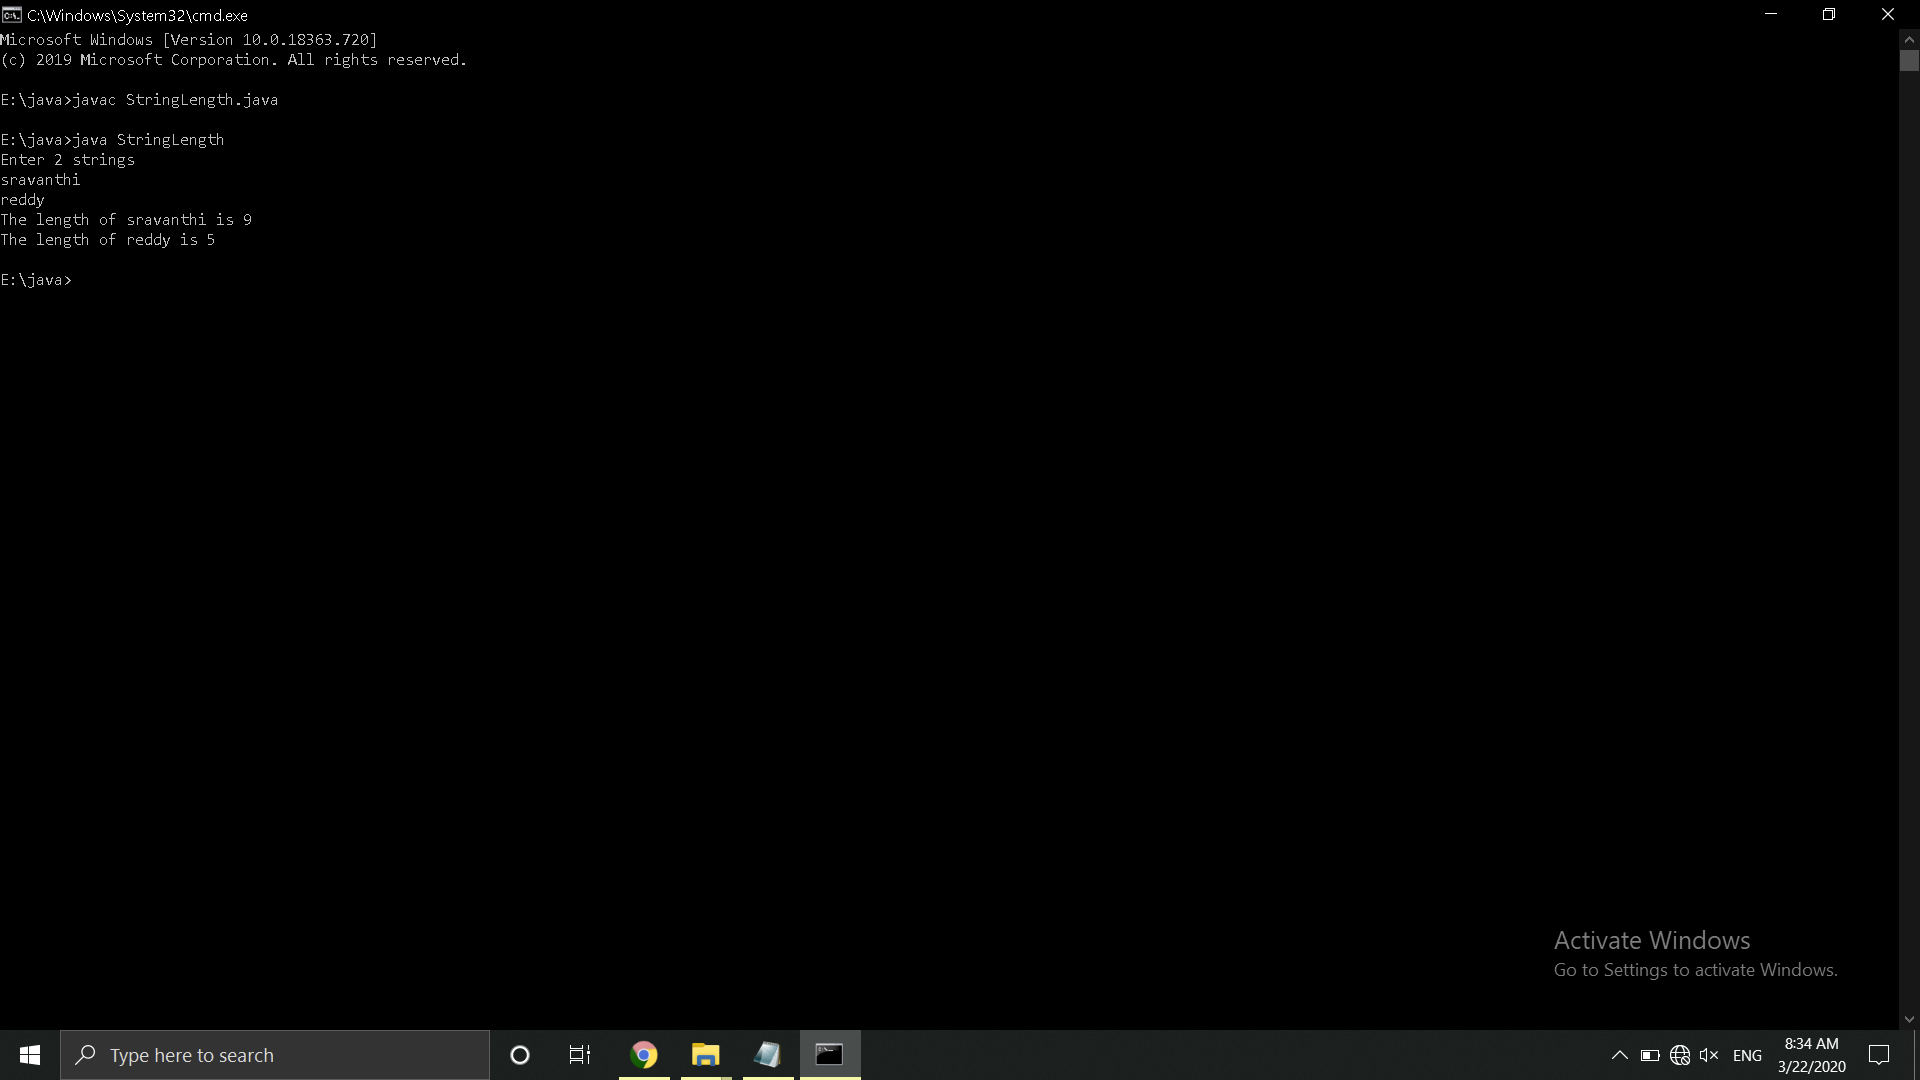 C:\Windows\System32\cmd.exe
Microsoft Windows [Version 10.0.18363.720]
(c) 2019 Microsoft Corporation. All rights reserved.
E:\java>javac StringLength.java
E:\java>java StringLength
Enter 2 strings
sravanthi
reddy
The length of sravanthi is 9
The length of reddy is 5
E:\java>
Activate Windows
Go to Settings to activate Windows.
Type here to search
ENG
8:34 AM
3/22/2020